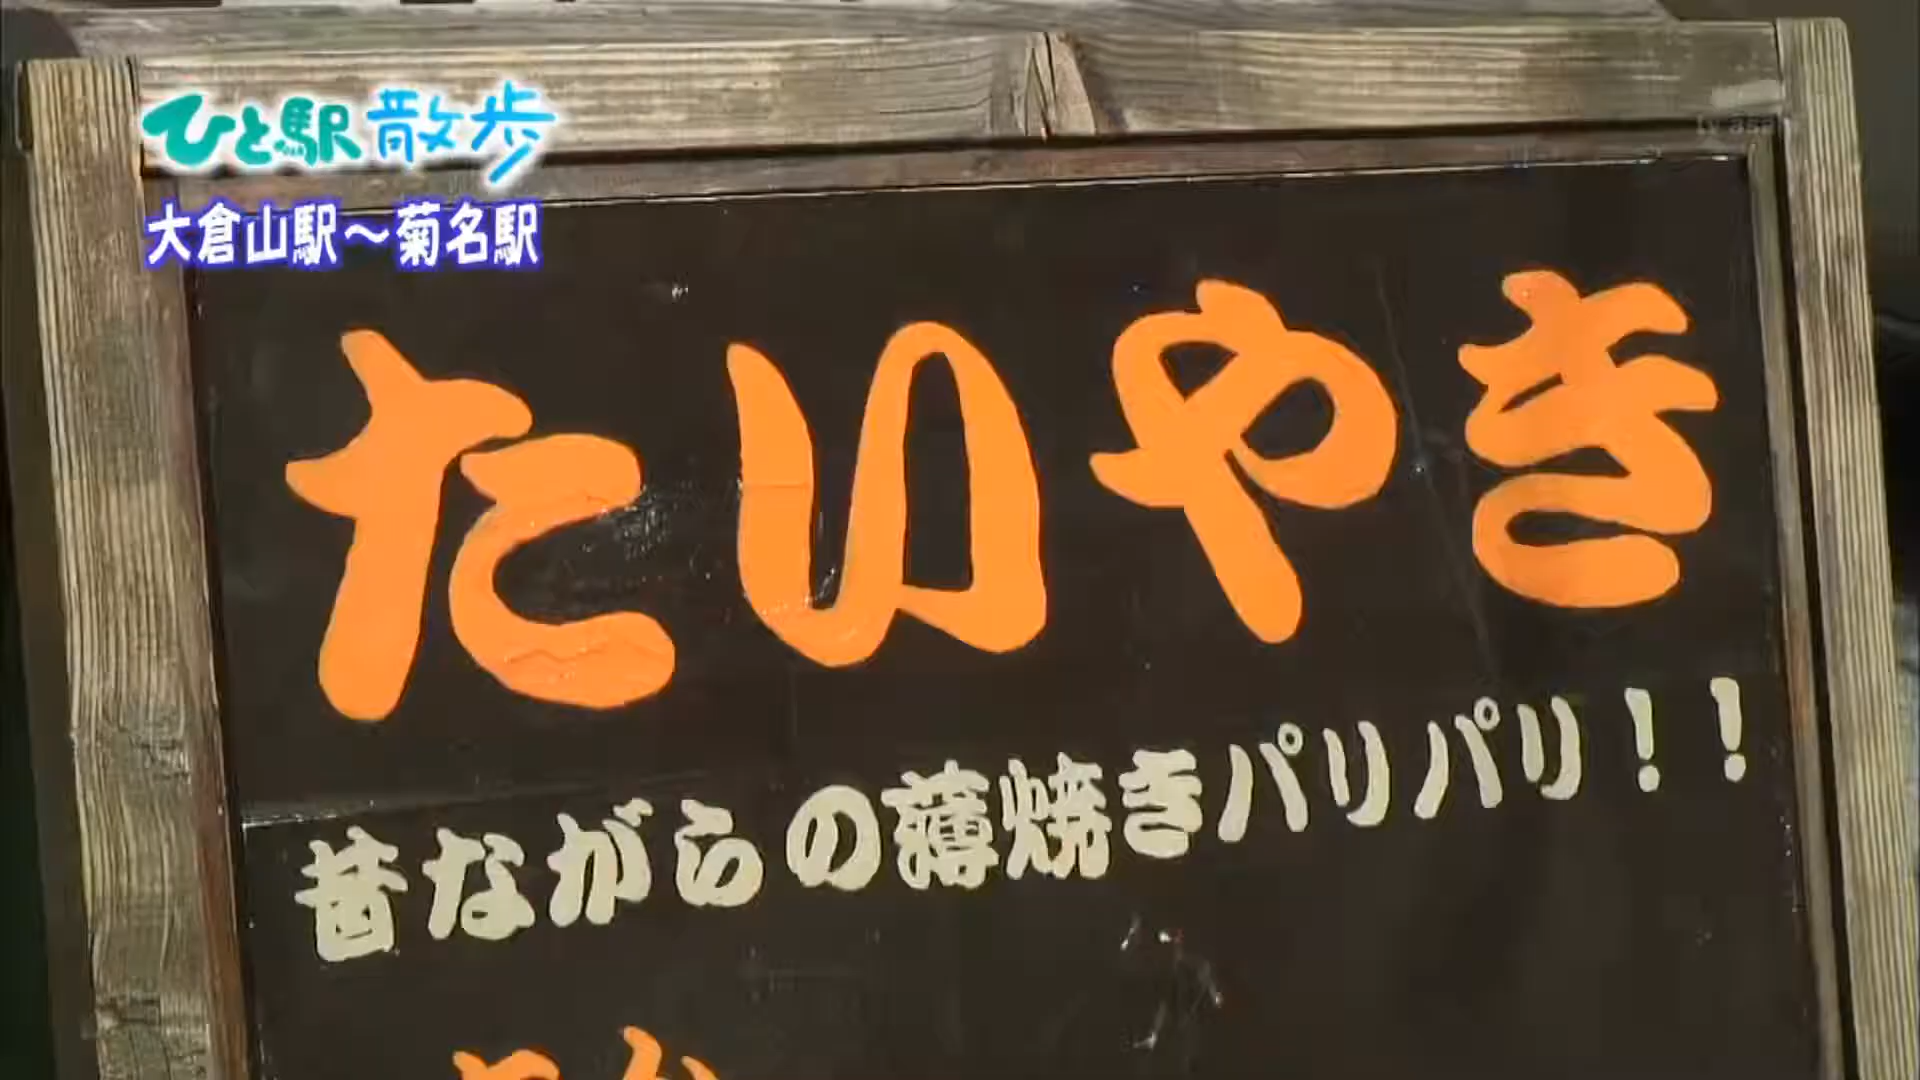 ひと駅散歩
大倉山駅～菊名駅
たいやき
昔ながらの薄焼きパリパリ！！